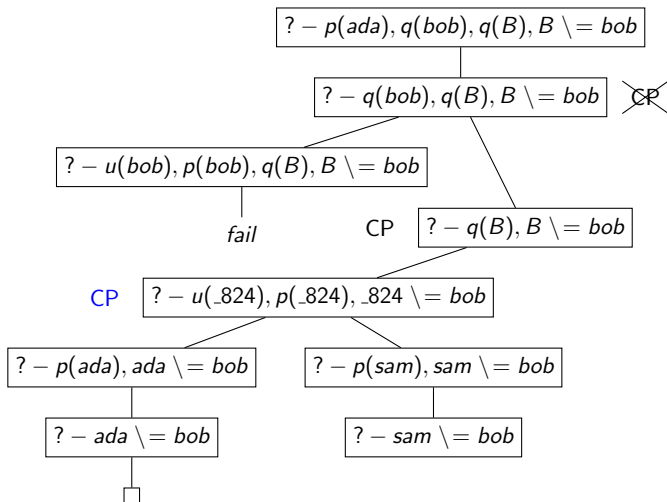 ? − p(ada), q(bob), q(B), B \= bob
? − q(bob), q(B), B \= bob CP
? − u(bob), p(bob), q(B), B \= bob
fail
CP ? − q(B), B \= bob
CP ? − u(_824), p(_824), _824 \= bob
? − p(ada), ada \= bob ? − p(sam), sam \= bob
? − ada \= bob ? − sam \= bob